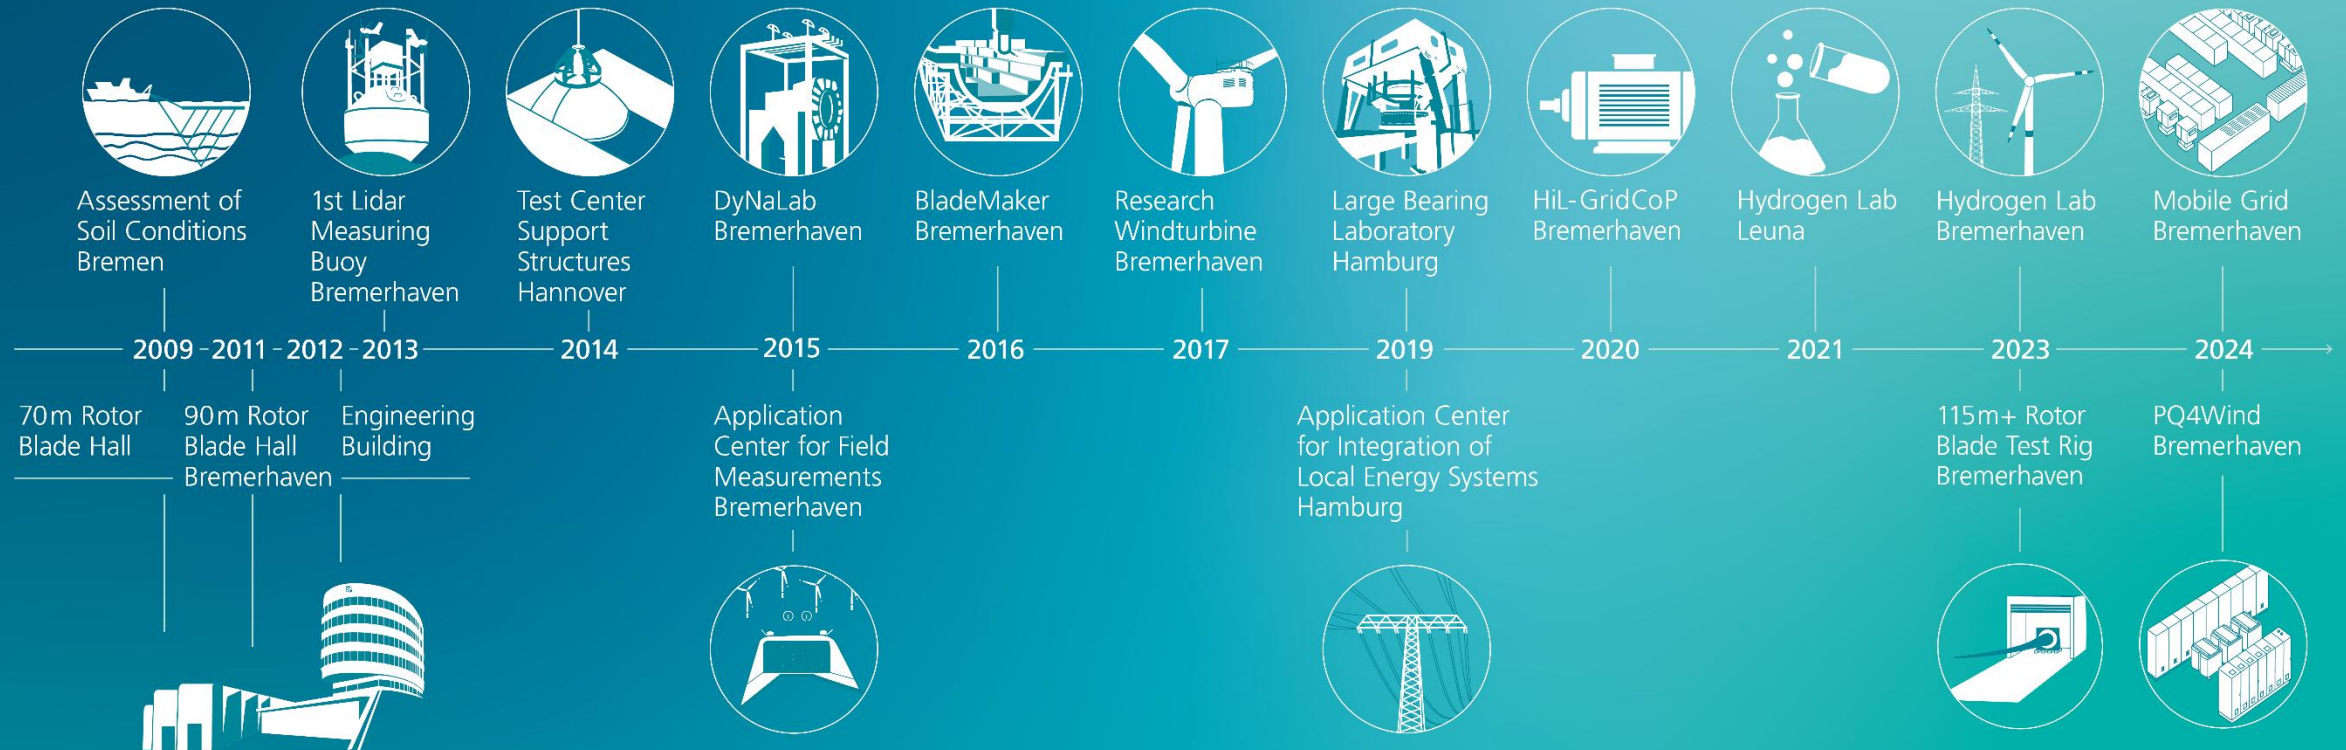 Assessment of
Soil Conditions
Bremen
1st Lidar
Measuring
Buoy
Bremerhaven
Test Center
Support
Structures
Hannover
DyNaLab
Bremerhaven
BladeMaker
Bremerhaven
Research
Windturbine
Bremerhaven
Large Bearing
Laboratory
Hamburg
HiL-GridCoP
Bremerhaven
Hydrogen Lab
Leuna
Hydrogen Lab
Bremerhaven
Mobile Grid
Bremerhaven
2009 - 2011 - 2012 - 2013 2014 2015 2016 2017 2019 2020 2021 2023 2024
70m Rotor
Blade Hall
90m Rotor
Blade Hall
Bremerhaven
Engineering
Building
Application
Center for Field
Measurements
Bremerhaven
Application Center
for Integration of
Local Energy Systems
Hamburg
115m+ Rotor
Blade Test Rig
Bremerhaven
PQ4Wind
Bremerhaven